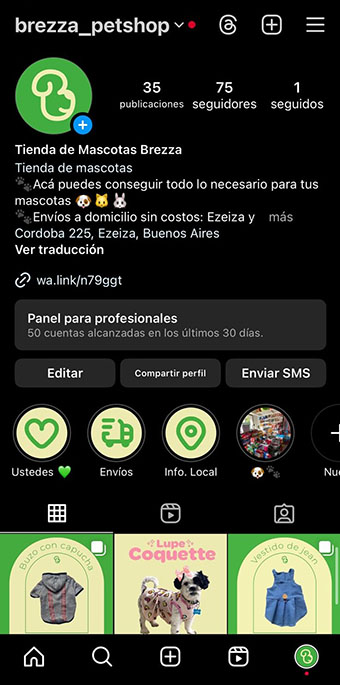 brezza_petshop
35
75
1
publicaciones
seguidores
seguidos
Tienda de Mascotas Brezza
Tienda de mascotas
🐾Acá puedes conseguir todo lo necesario para tus
mascotas 🐶🐱🐰
🐾Envíos a domicilio sin costos: Ezeiza y más
Cordoba 225, Ezeiza, Buenos Aires
Ver traducción
wa.link/n79ggt
Panel para profesionales
50 cuentas alcanzadas en los últimos 30 días.
Editar
Compartir perfil
Enviar SMS
Ustedes 💚
Envíos
Info. Local
🐶🐾
Nue
Buzo con capucha
Lupe
Coquette
Vestido de jean